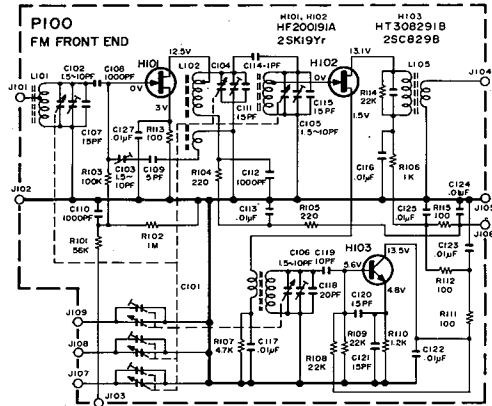 P100
FM FRONT END
H101, H102
HF200191A
2SK19Yr
H103
HT308291B
2SC829B
L101
C102
1.5~10PF
C108
1000PF
H101
12.5V
L102
C104
C114 1PF
H102
13.1V
L105
J104
J101
0V
3V
C111
15PF
0V
C115
15PF
C105
1.5~10PF
1.5V
R114
22K
C107
15PF
C127
.01µF
R113
100
R103
100K
C103
1.5~
10PF
C109
5PF
R104
220
C112
1000PF
C116
.01µF
R106
1K
J102
C110
1000PF
C113
.01µF
R105
220
C125
.01µF
R115
100
C124
.01µF
J105
J106
R101
56K
R102
1M
C101
C106
1.5~10PF
C119
10PF
H103
13.5V
5.6V
4.8V
C118
20PF
C120
15PF
C123
.01µF
R112
100
J109
J108
J107
J103
R107
4.7K
C117
.01µF
R108
22K
R109
22K
C121
15PF
R110
1.2K
R111
100
C122
.01µF